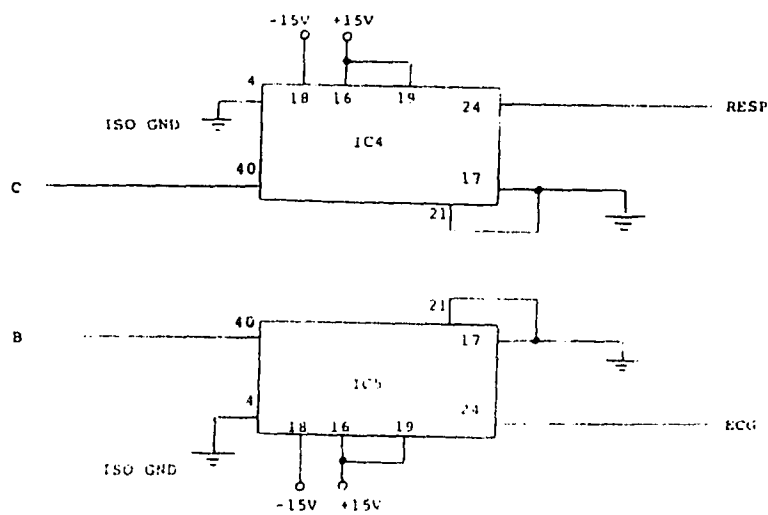 -15V +15V
4
18 16 19 24 RESP
ISO GND
IC4
40
C 17
21
21
B 40 17
IC5
4 24
18 16 19 ECG
ISO GND
-15V +15V